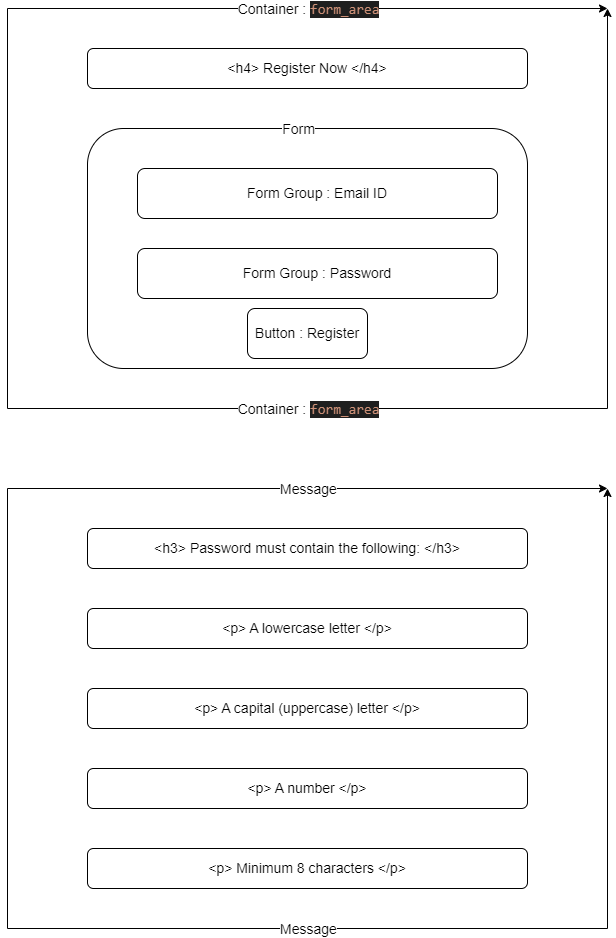 Container : form_area
<h4> Register Now </h4>
Form
Form Group : Email ID
Form Group : Password
Button : Register
Container : form_area
Message
<h3> Password must contain the following: </h3>
<p> A lowercase letter </p>
<p> A capital (uppercase) letter </p>
<p> A number </p>
<p> Minimum 8 characters </p>
Message